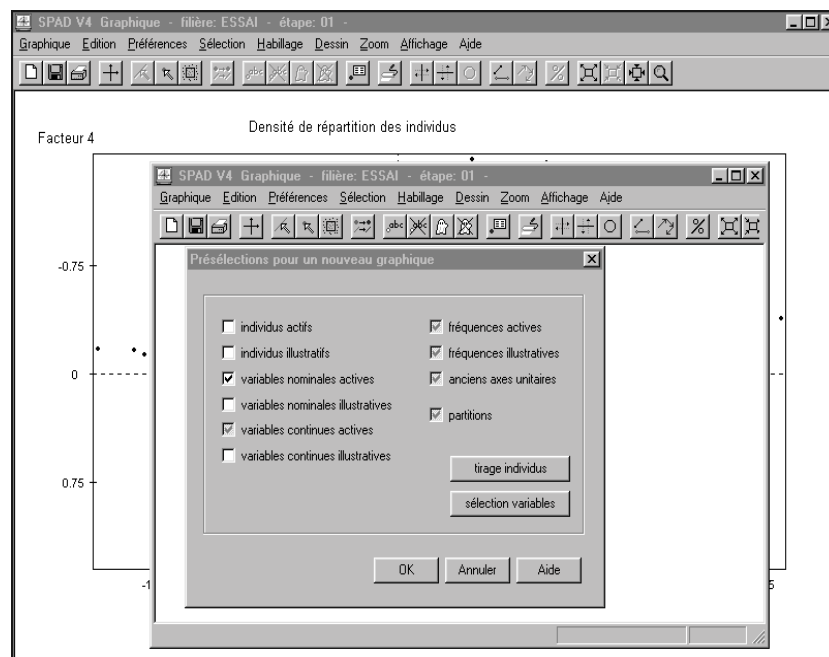 SPAD V4 Graphique - filière: ESSAI - étape: 01 -
Graphique Edition Préférences Sélection Habillage Dessin Zoom Affichage Aide
abc abc %
Densité de répartition des individus
Facteur 4
SPAD V4 Graphique - filière: ESSAI - étape: 01 -
Graphique Edition Préférences Sélection Habillage Dessin Zoom Affichage Aide
abc abc %
Présélections pour un nouveau graphique
-0.75
individus actifs
fréquences actives
individus illustratifs
fréquences illustratives
0
variables nominales actives
anciens axes unitaires
variables nominales illustratives
partitions
variables continues actives
variables continues illustratives
tirage individus
0.75
sélection variables
OK Annuler Aide
-1 5